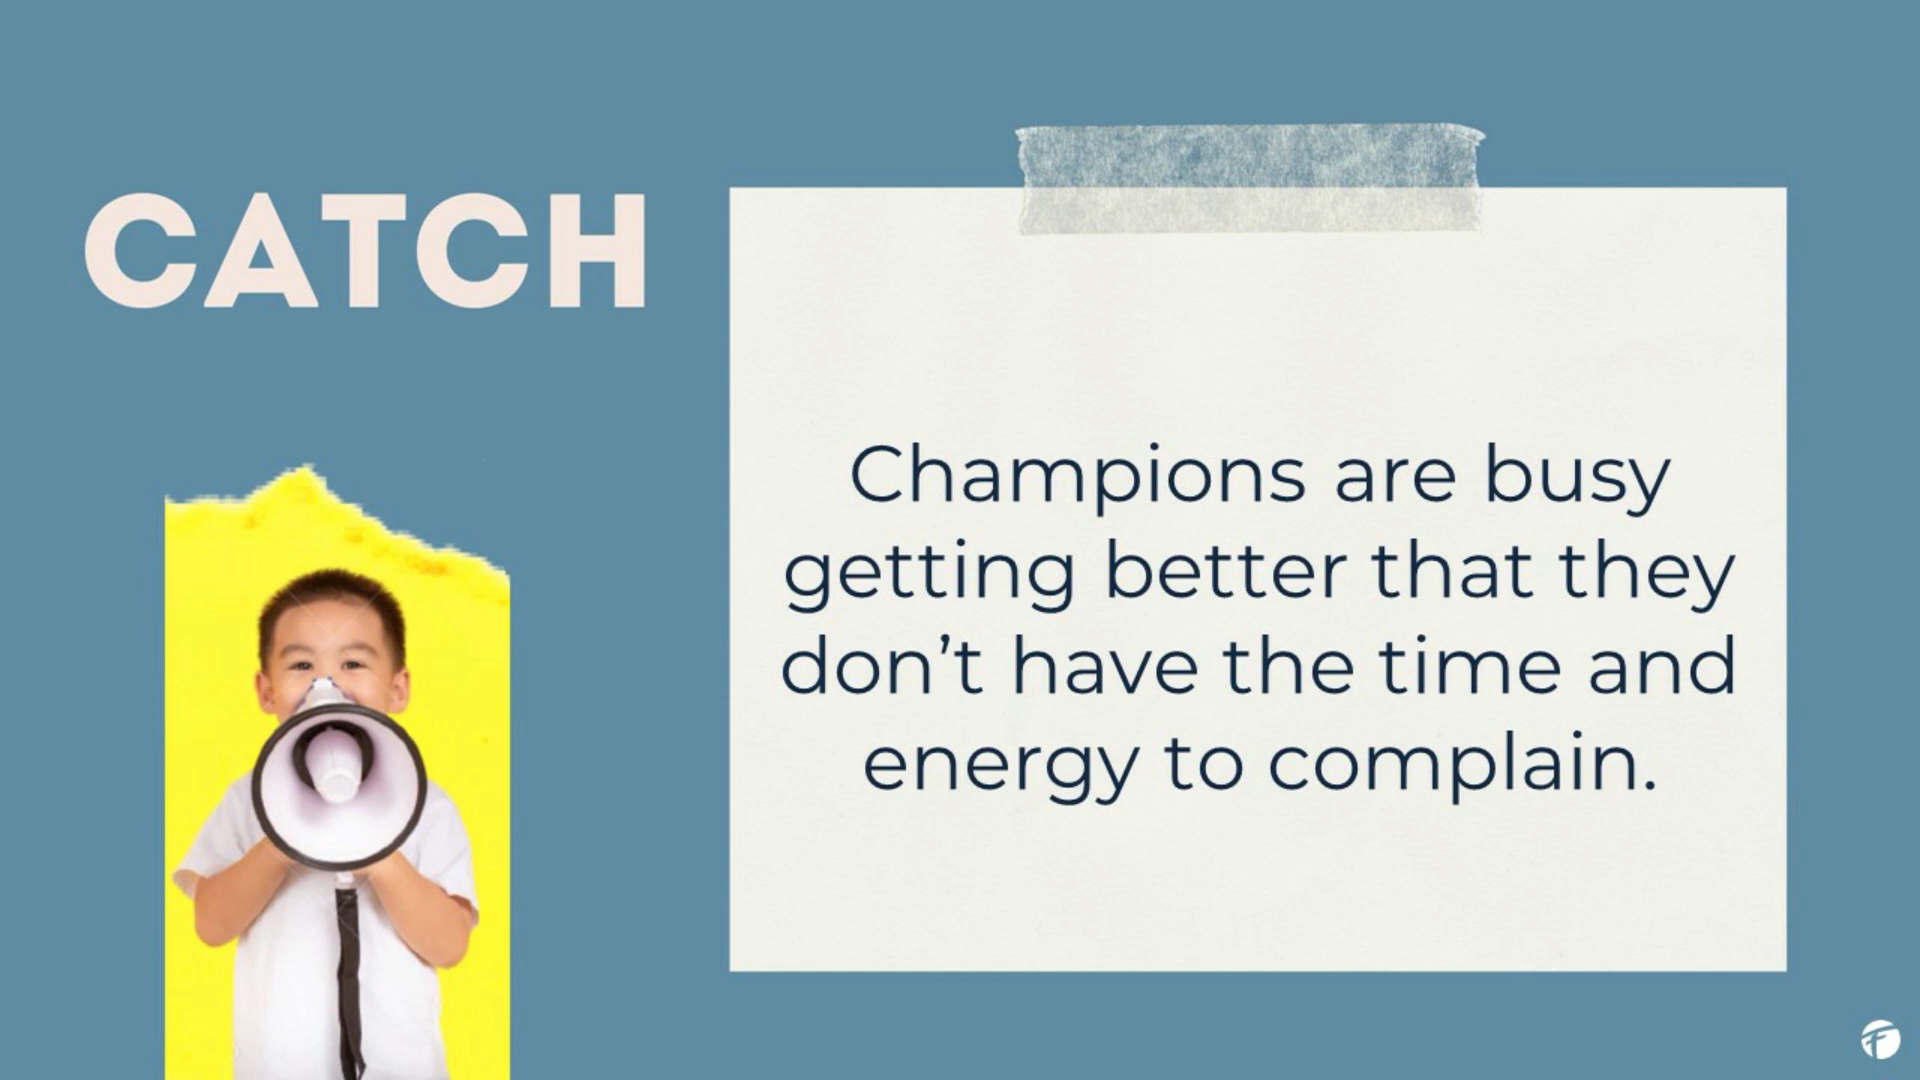 CATCH
Champions are busy
getting better that they
don’t have the time and
energy to complain.